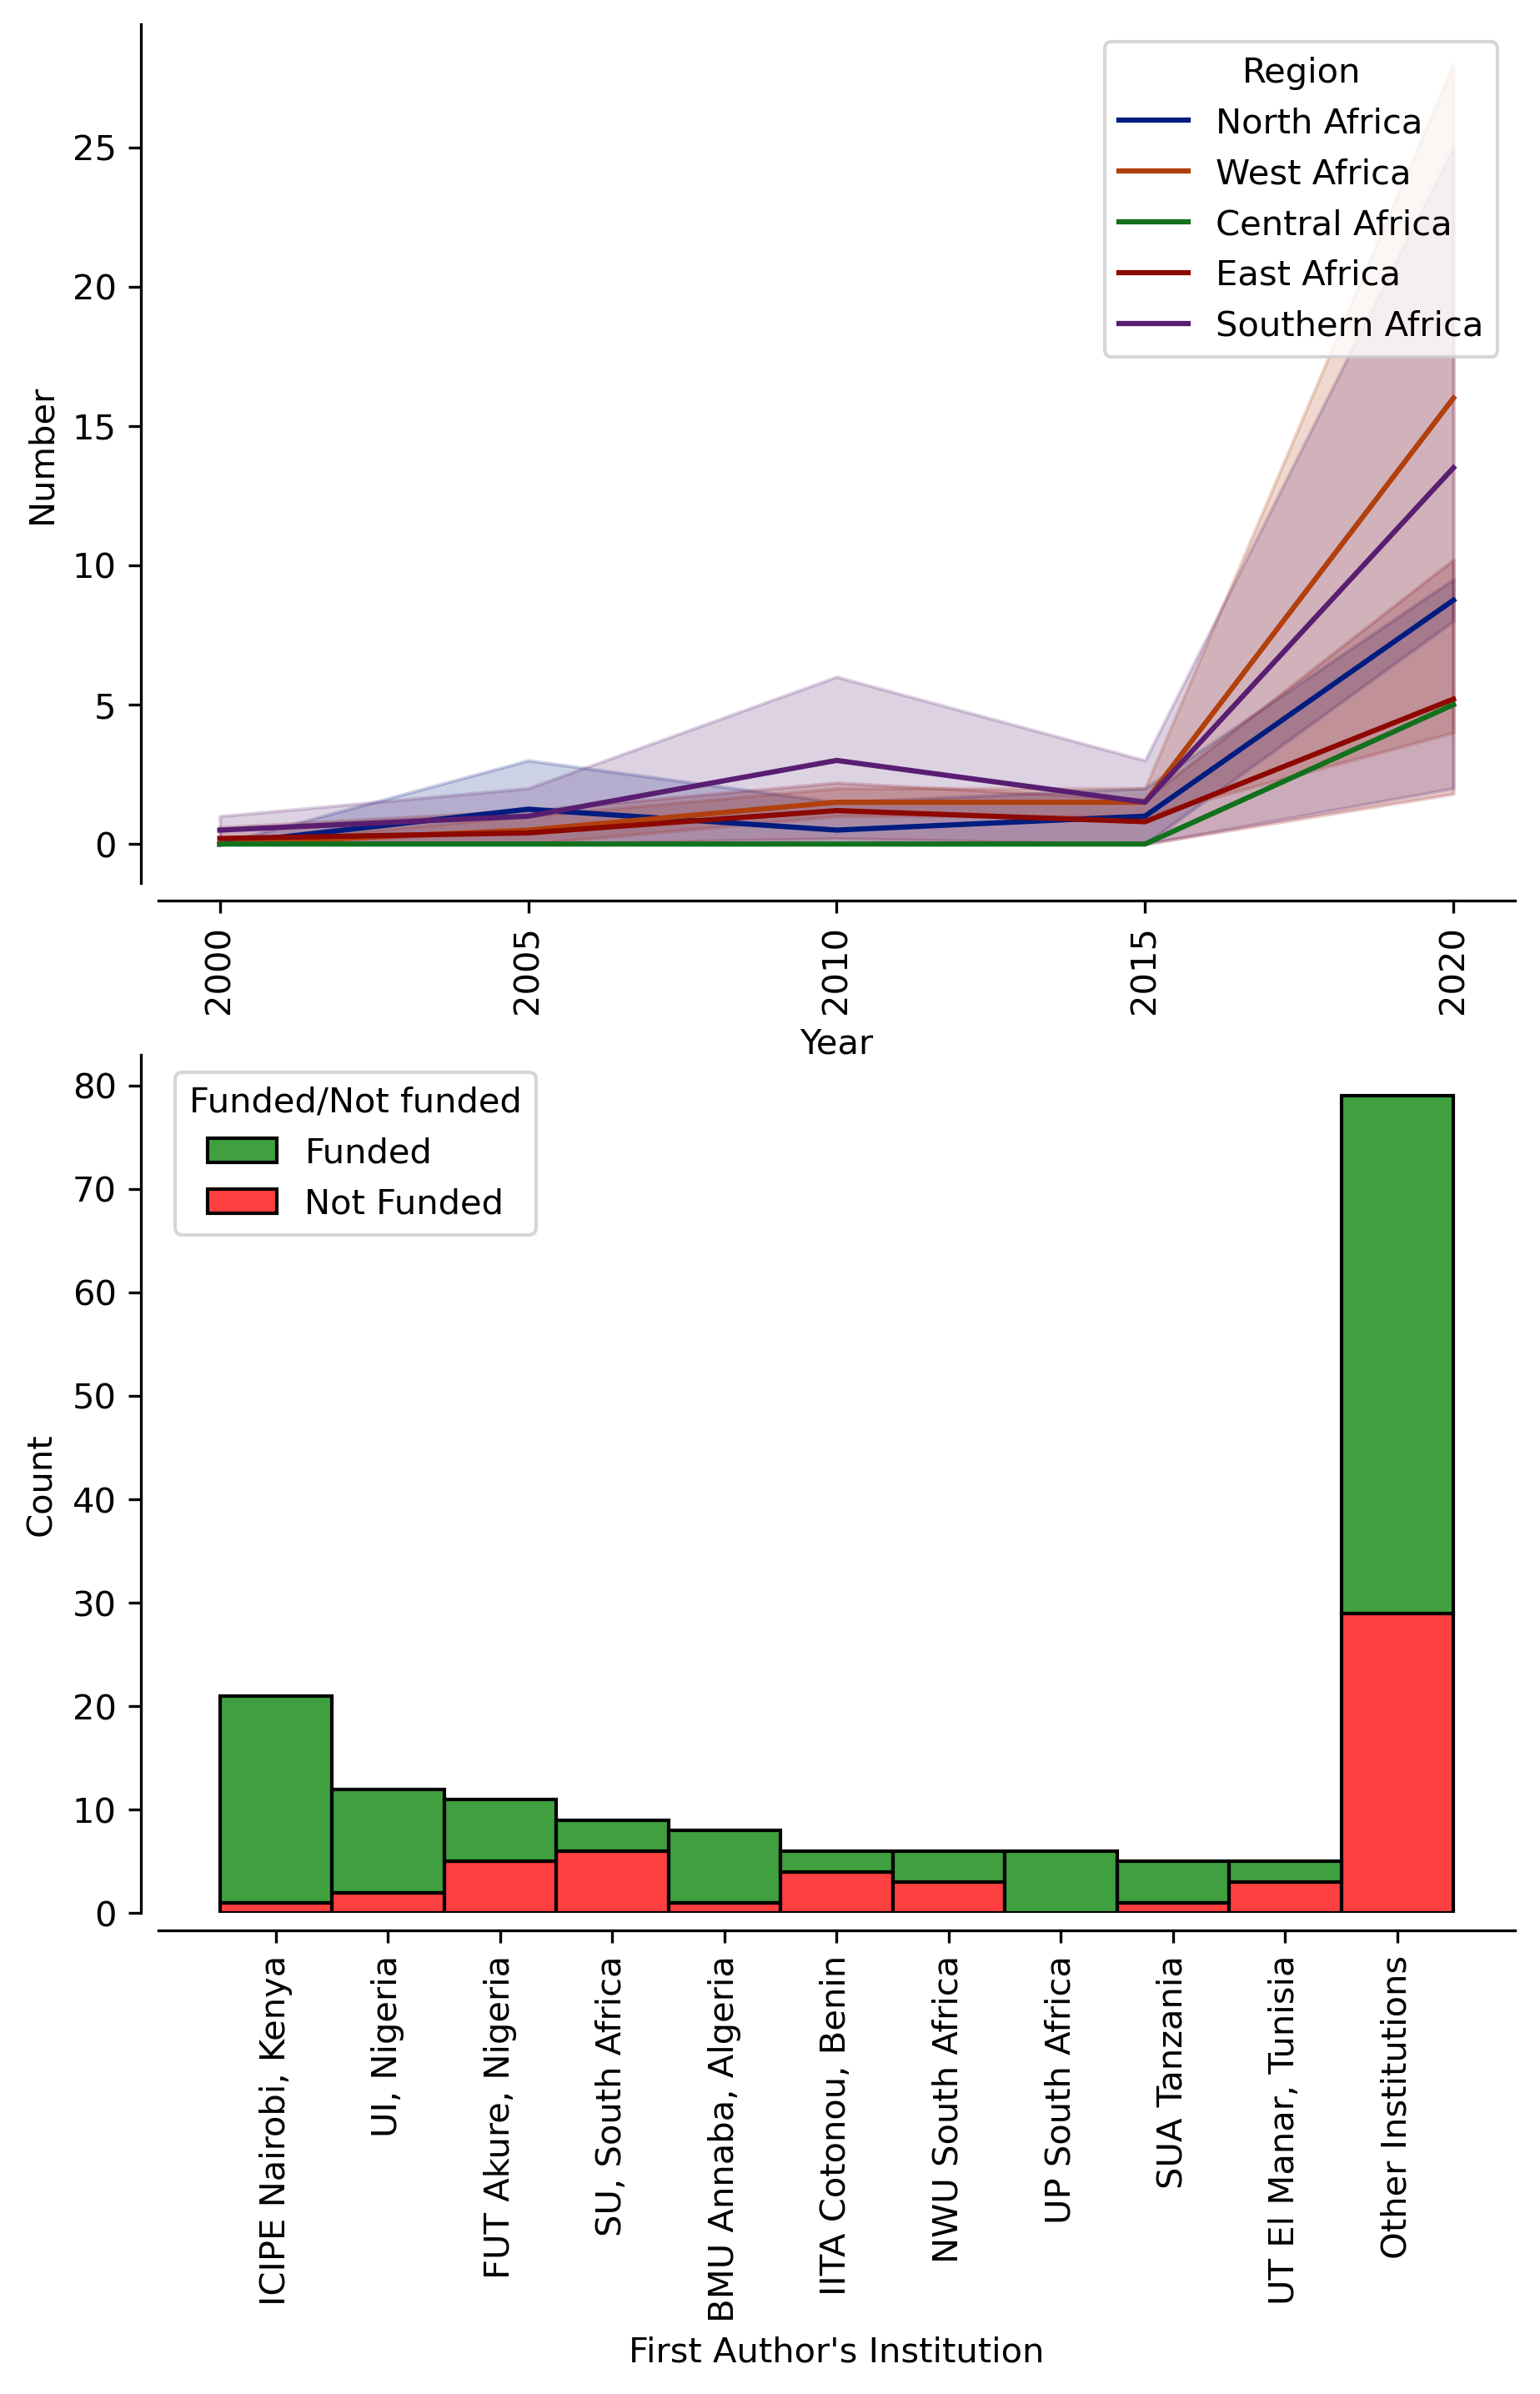 Region
North Africa
West Africa
Central Africa
East Africa
Southern Africa
25
20
15
10
5
0
Number
2000
2005
2010
2015
2020
Year
Funded/Not funded
Funded
Not Funded
80
70
60
50
40
30
20
10
0
Count
ICIPE Nairobi, Kenya
UI, Nigeria
FUT Akure, Nigeria
SU, South Africa
BMU Annaba, Algeria
IITA Cotonou, Benin
NWU South Africa
UP South Africa
SUA Tanzania
UT El Manar, Tunisia
Other Institutions
First Author's Institution